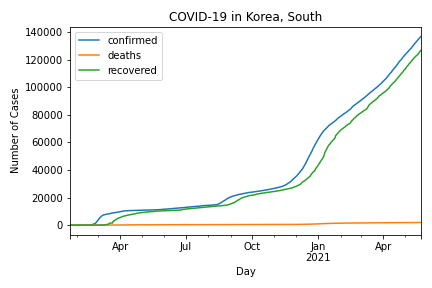 COVID-19 in Korea, South
confirmed
deaths
recovered
Number of Cases
140000
120000
100000
80000
60000
40000
20000
0
Apr
Jul
Oct
Jan
2021
Apr
Day